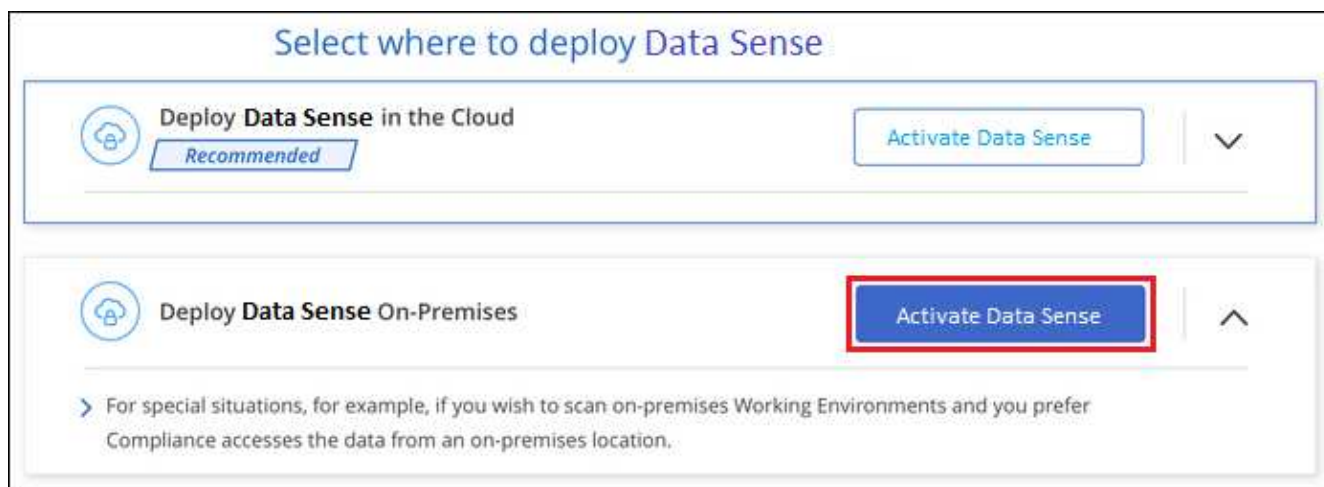 Select where to deploy Data Sense
Deploy Data Sense in the Cloud
Recommended
Activate Data Sense
Deploy Data Sense On-Premises
Activate Data Sense
For special situations, for example, if you wish to scan on-premises Working Environments and you prefer
Compliance accesses the data from an on-premises location.